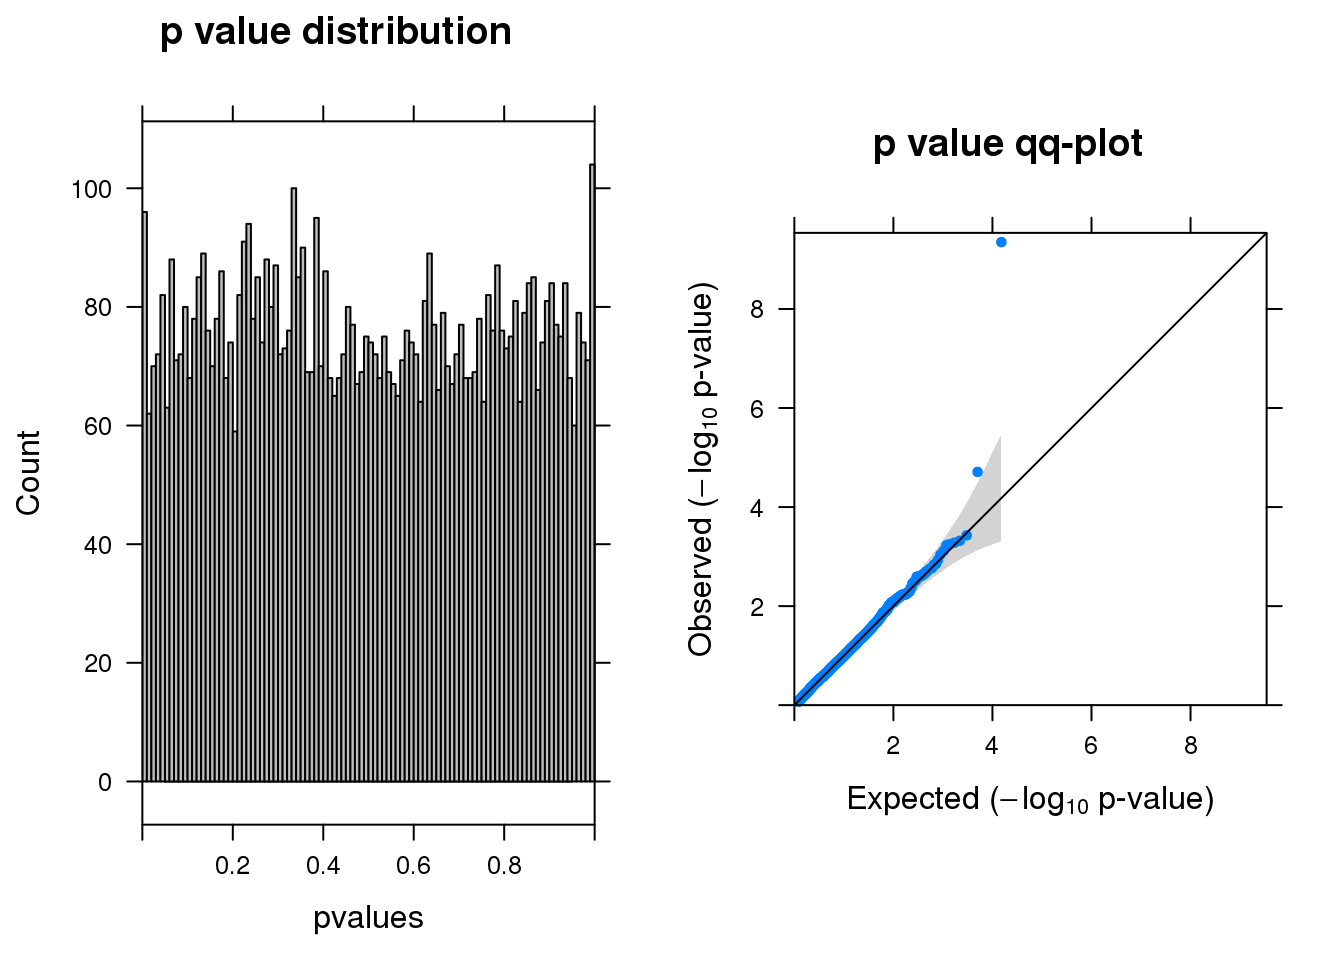 p value distribution
100
80
60
40
20
0
Count
0.2 0.4 0.6 0.8
pvalues
p value qq-plot
8
6
4
2
Observed (−log₁₀ p-value)
2 4 6 8
Expected (−log₁₀ p-value)